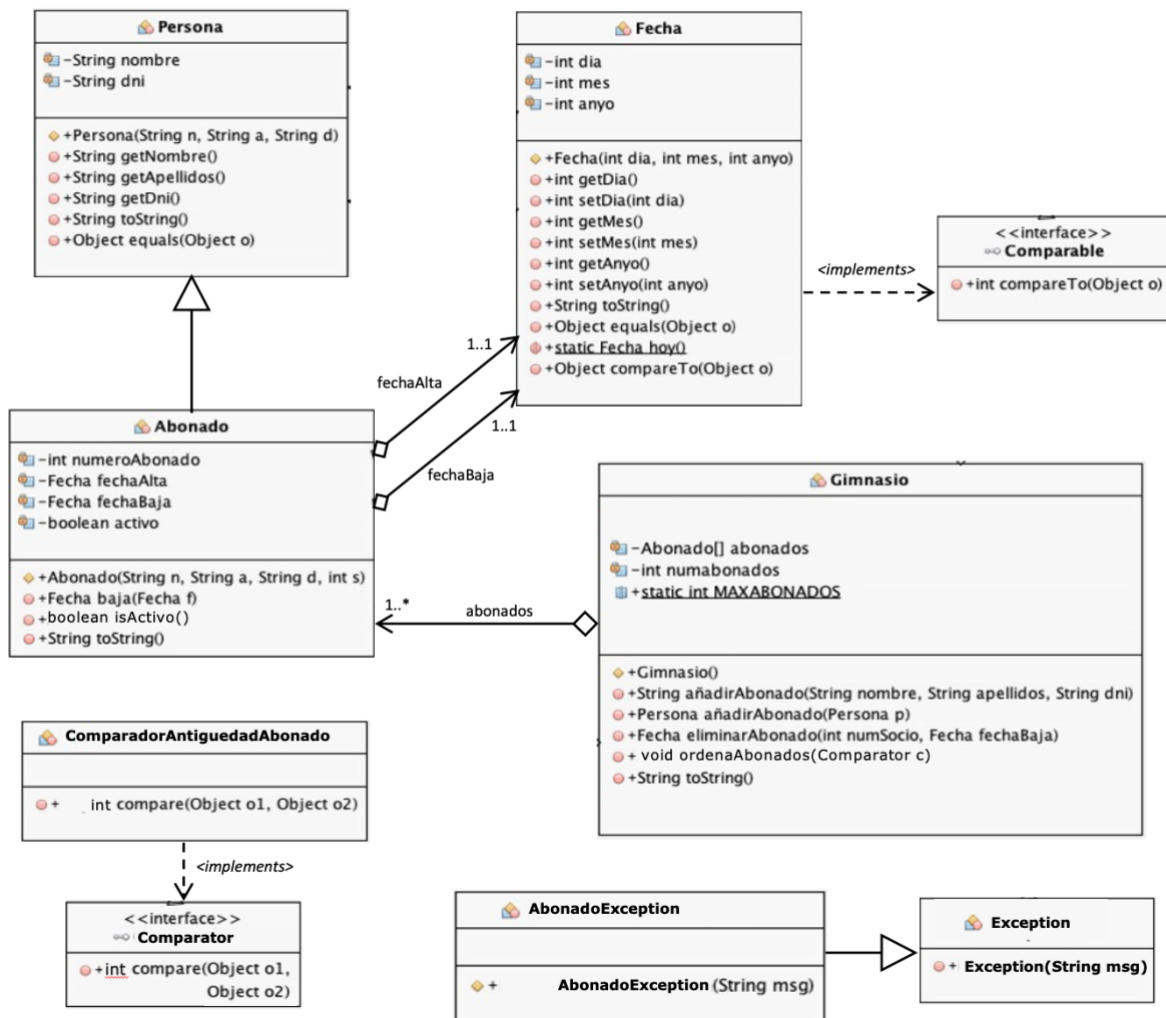 Persona
-String nombre
-String dni
+Persona(String n, String a, String d)
+String getNombre()
+String getApellidos()
+String getDni()
+String toString()
+Object equals(Object o)
Fecha
-int dia
-int mes
-int anyo
+Fecha(int dia, int mes, int anyo)
+int getDia()
+int setDia(int dia)
+int getMes()
+int setMes(int mes)
+int getAnyo()
+int setAnyo(int anyo)
+String toString()
+Object equals(Object o)
+static Fecha hoy()
+Object compareTo(Object o)
<implements>
<<interface>>
Comparable
+int compareTo(Object o)
1..1
fechaAlta
1..1
fechaBaja
Abonado
-int numeroAbonado
-Fecha fechaAlta
-Fecha fechaBaja
-boolean activo
+Abonado(String n, String a, String d, int s)
+Fecha baja(Fecha f)
+boolean isActivo()
+String toString()
1..*
abonados
Gimnasio
-Abonado[] abonados
-int numabonados
+static int MAXABONADOS
+Gimnasio()
+String añadirAbonado(String nombre, String apellidos, String dni)
+Persona añadirAbonado(Persona p)
+Fecha eliminarAbonado(int numSocio, Fecha fechaBaja)
+ void ordenaAbonados(Comparator c)
+String toString()
ComparadorAntiguedadAbonado
+ int compare(Object o1, Object o2)
<implements>
<<interface>>
Comparator
+int compare(Object o1,
Object o2)
AbonadoException
+ AbonadoException (String msg)
Exception
+ Exception(String msg)